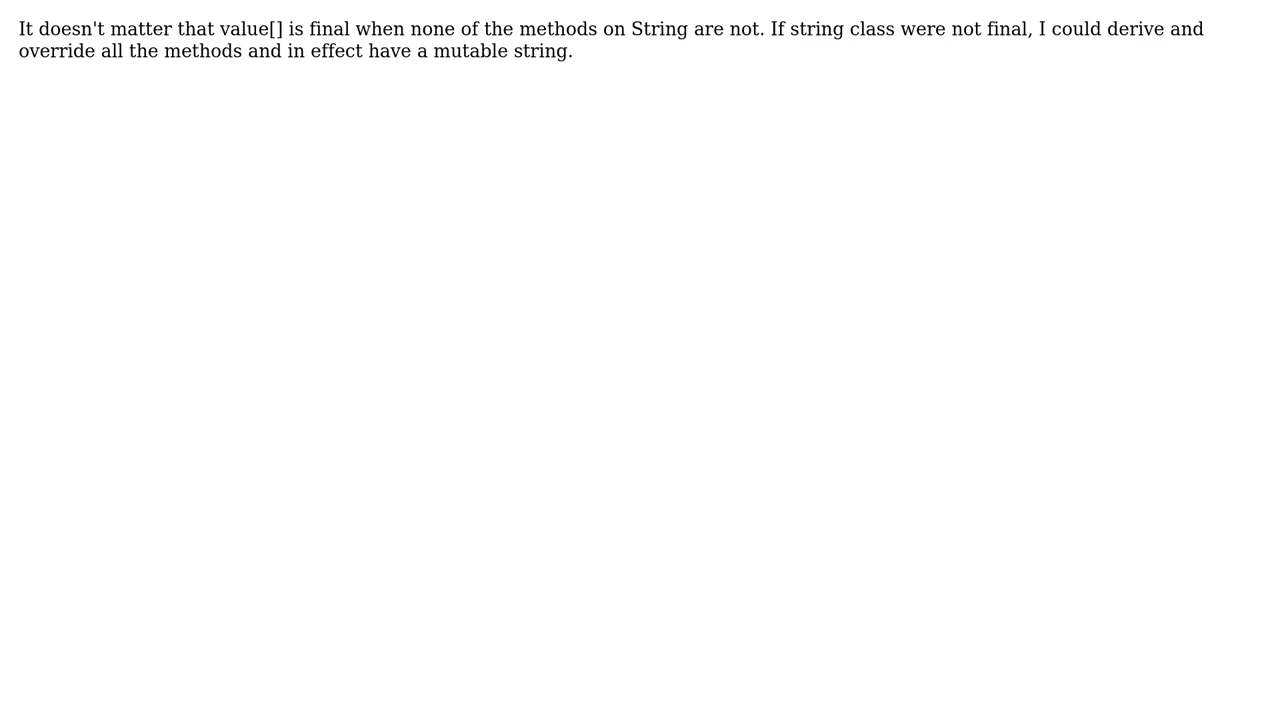 It doesn't matter that value[] is final when none of the methods on String are not. If string class were not final, I could derive and
override all the methods and in effect have a mutable string.